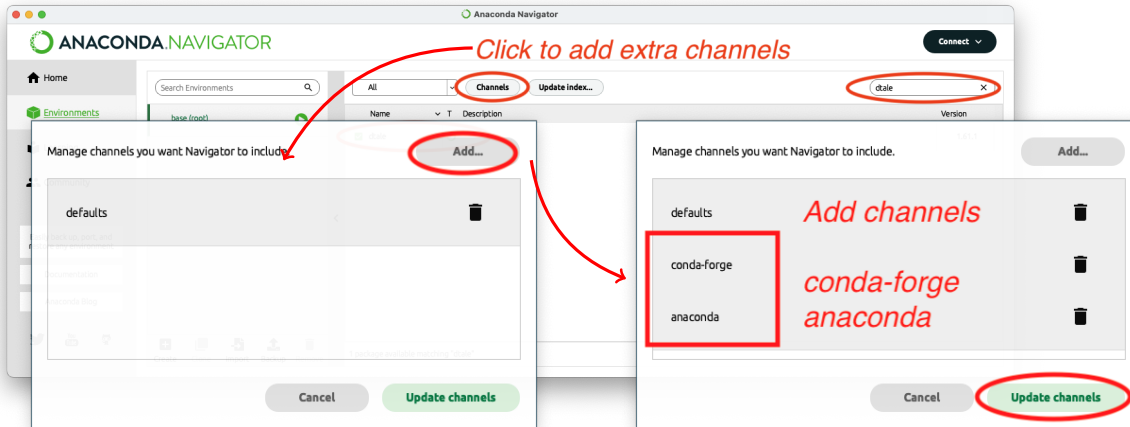 Anaconda Navigator
ANACONDA.NAVIGATOR
Connect
Click to add extra channels
Home
Search Environments
All
Channels
Update index...
dtale
X
Environments
base (root)
Name
T
Description
Version
Manage channels you want Navigator to include.
Add...
defaults
Cancel
Update channels
Manage channels you want Navigator to include.
Add...
defaults
Add channels
conda-forge
conda-forge
anaconda
anaconda
Cancel
Update channels